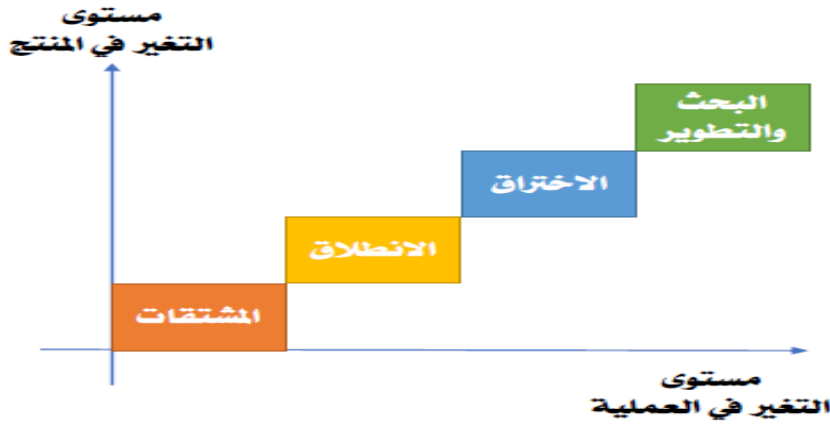 مستوى
التغير في المنتج
البحث
والتطوير
الاختراق
الانطلاق
المشتقات
مستوى
التغير في العملية